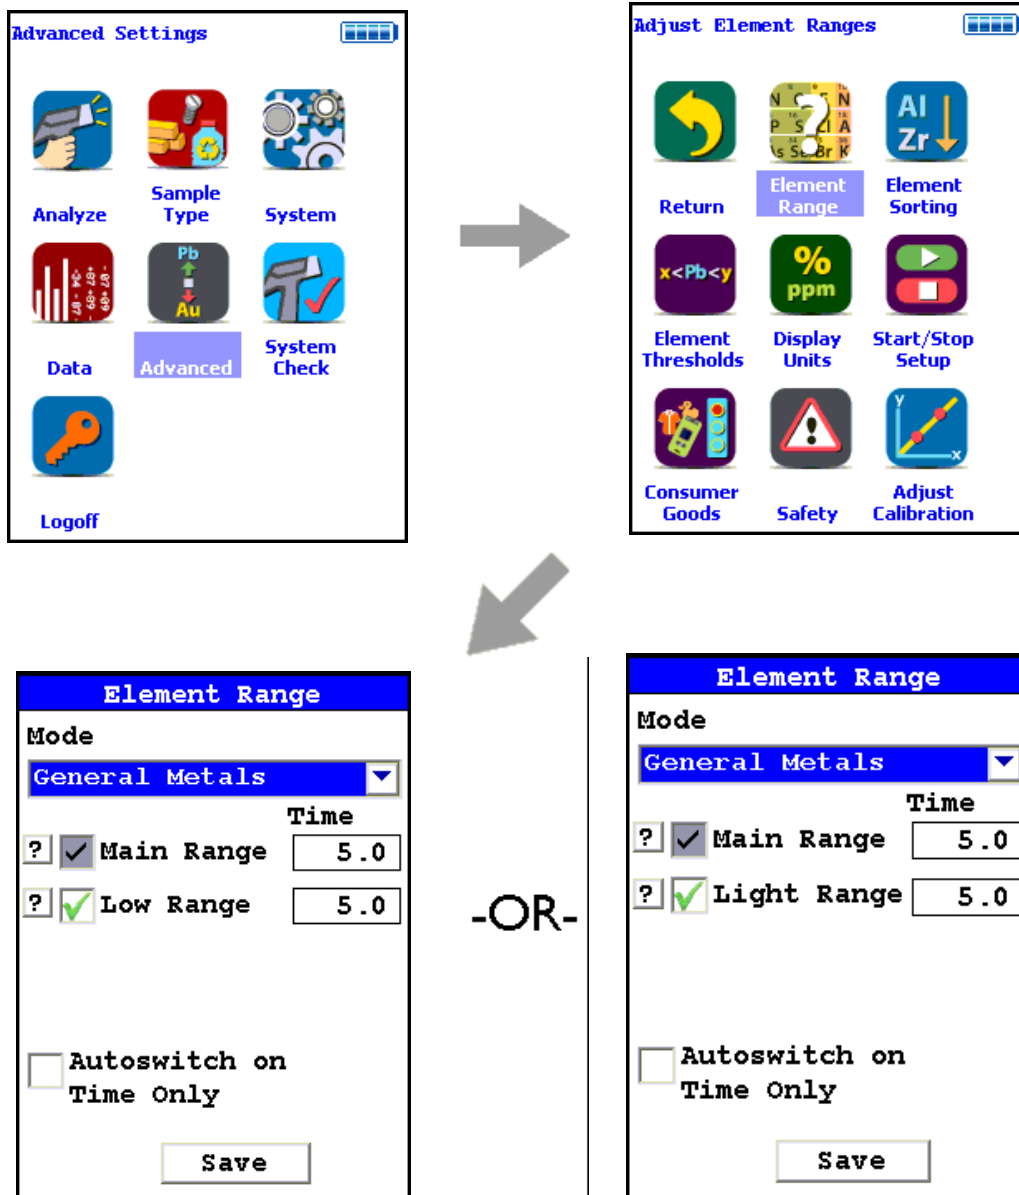 Advanced Settings
Analyze
Sample
Type
System
Pb
Au
Data
Advanced
System
Check
Logoff
Adjust Element Ranges
?
Al
Zr
Return
Element
Range
Element
Sorting
x<Pb<y
%
ppm
Element
Thresholds
Display
Units
Start/Stop
Setup
!
y
x
Consumer
Goods
Safety
Adjust
Calibration
Element Range
Mode
General Metals
Time
? Main Range 5.0
? Low Range 5.0
Autoswitch on
Time Only
Save
-OR-
Element Range
Mode
General Metals
Time
? Main Range 5.0
? Light Range 5.0
Autoswitch on
Time Only
Save